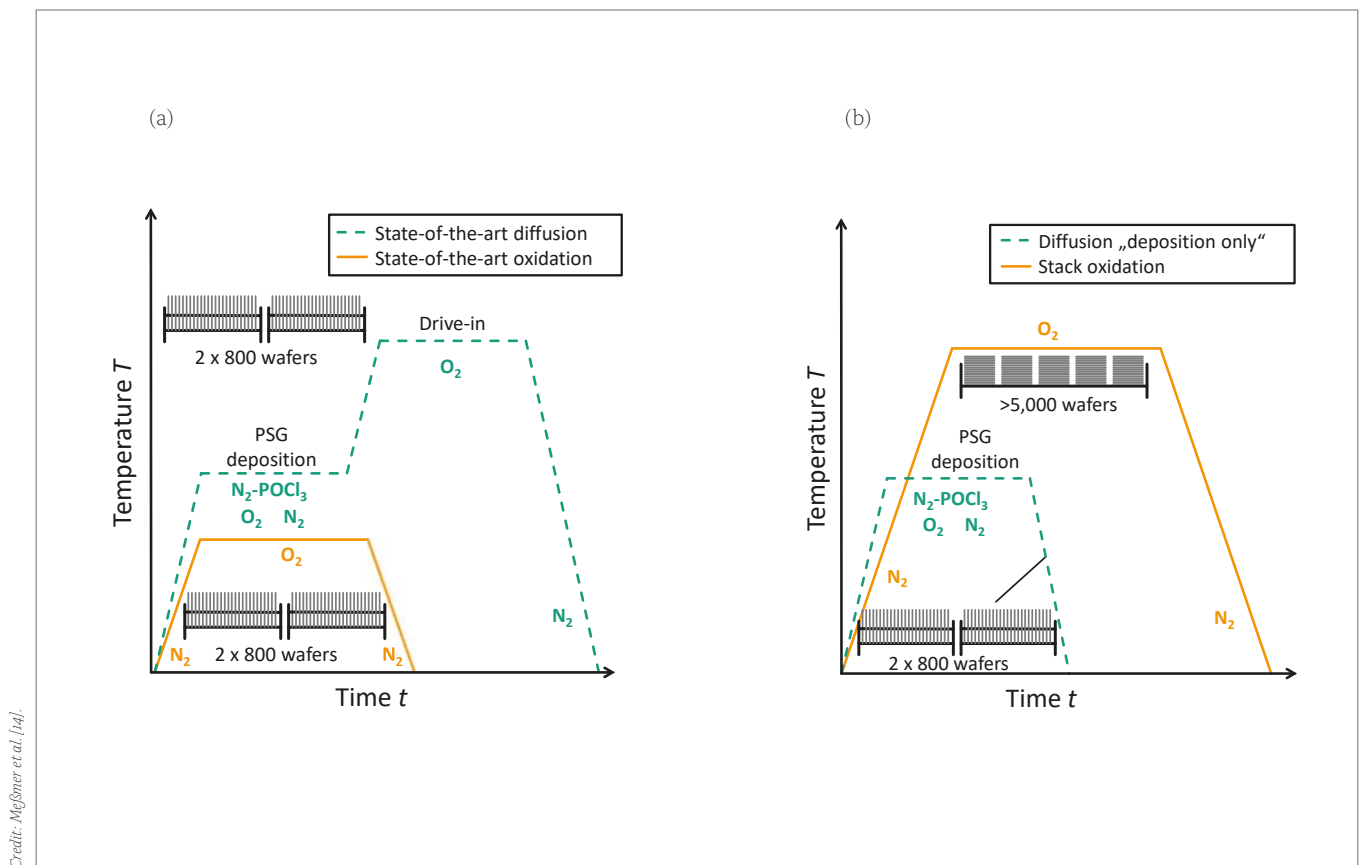 (a)
State-of-the-art diffusion
State-of-the-art oxidation
Temperature T
2 x 800 wafers
Drive-in
O₂
PSG
deposition
N₂-POCl₃
O₂ N₂
O₂
N₂
2 x 800 wafers
N₂
N₂
Time t
(b)
Diffusion „deposition only“
Stack oxidation
Temperature T
O₂
>5,000 wafers
PSG
deposition
N₂-POCl₃
O₂ N₂
N₂
2 x 800 wafers
N₂
Time t
Credit: Meßmer et al. [14].